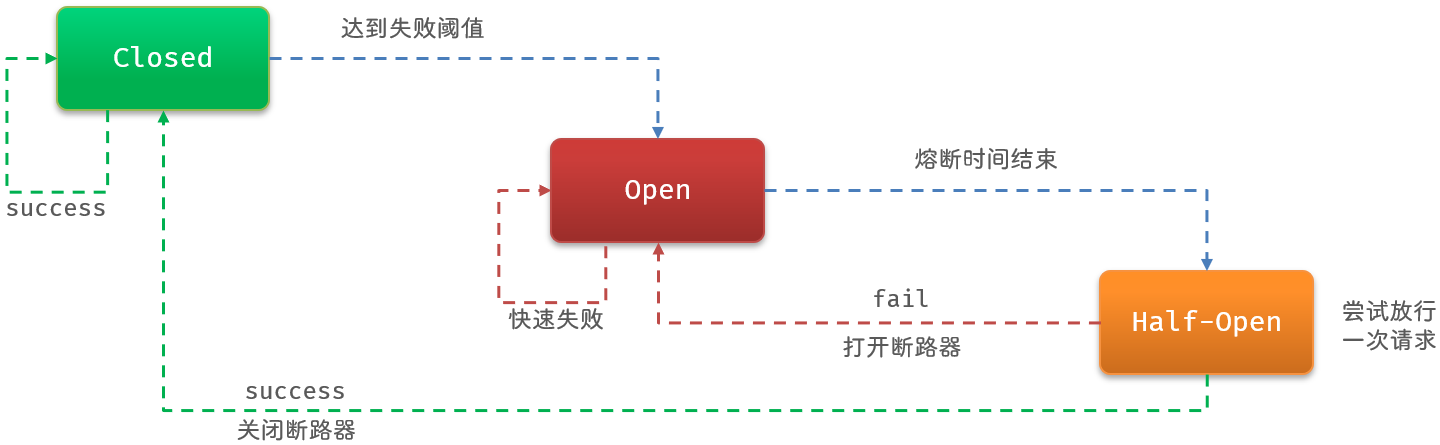 达到失败阈值
Closed
success
熔断时间结束
Open
快速失败
fail
打开断路器
Half-Open
尝试放行
一次请求
success
关闭断路器